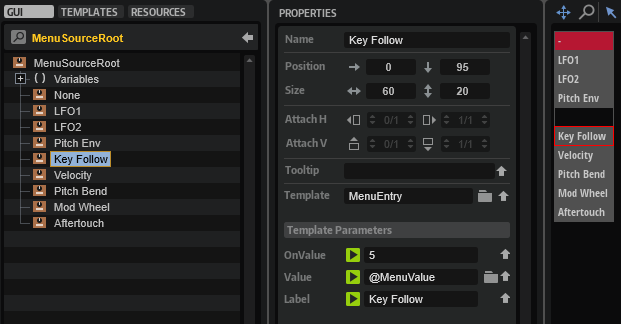 GUI TEMPLATES RESOURCES
MenuSourceRoot
MenuSourceRoot
( ) Variables
None
LFO1
LFO2
Pitch Env
Key Follow
Velocity
Pitch Bend
Mod Wheel
Aftertouch
PROPERTIES
Name Key Follow
Position 0 95
Size 60 20
Attach H 0/1 0/1
Attach V 0/1 1/1
Tooltip
Template MenuEntry
Template Parameters
OnValue 5
Value @MenuValue
Label Key Follow
-
LFO1
LFO2
Pitch Env
Key Follow
Velocity
Pitch Bend
Mod Wheel
Aftertouch